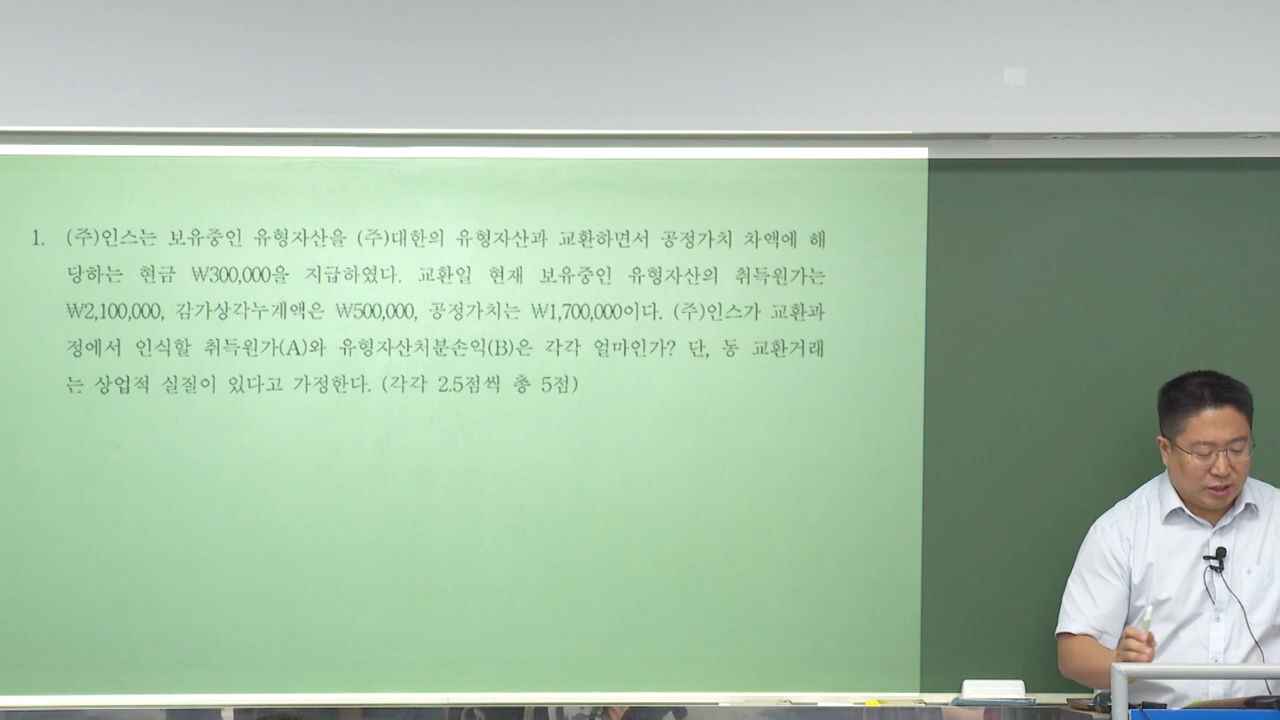 1. (주)인스는 보유중인 유형자산을 (주)대한의 유형자산과 교환하면서 공정가치 차액에 해
당하는 현금 ₩300,000을 지급하였다. 교환일 현재 보유중인 유형자산의 취득원가는
₩2,100,000, 감가상각누계액은 ₩500,000, 공정가치는 ₩1,700,000이다. (주)인스가 교환과
정에서 인식할 취득원가(A)와 유형자산처분손익(B)은 각각 얼마인가? 단, 동 교환거래
는 상업적 실질이 있다고 가정한다. (각각 2.5점씩 총 5점)